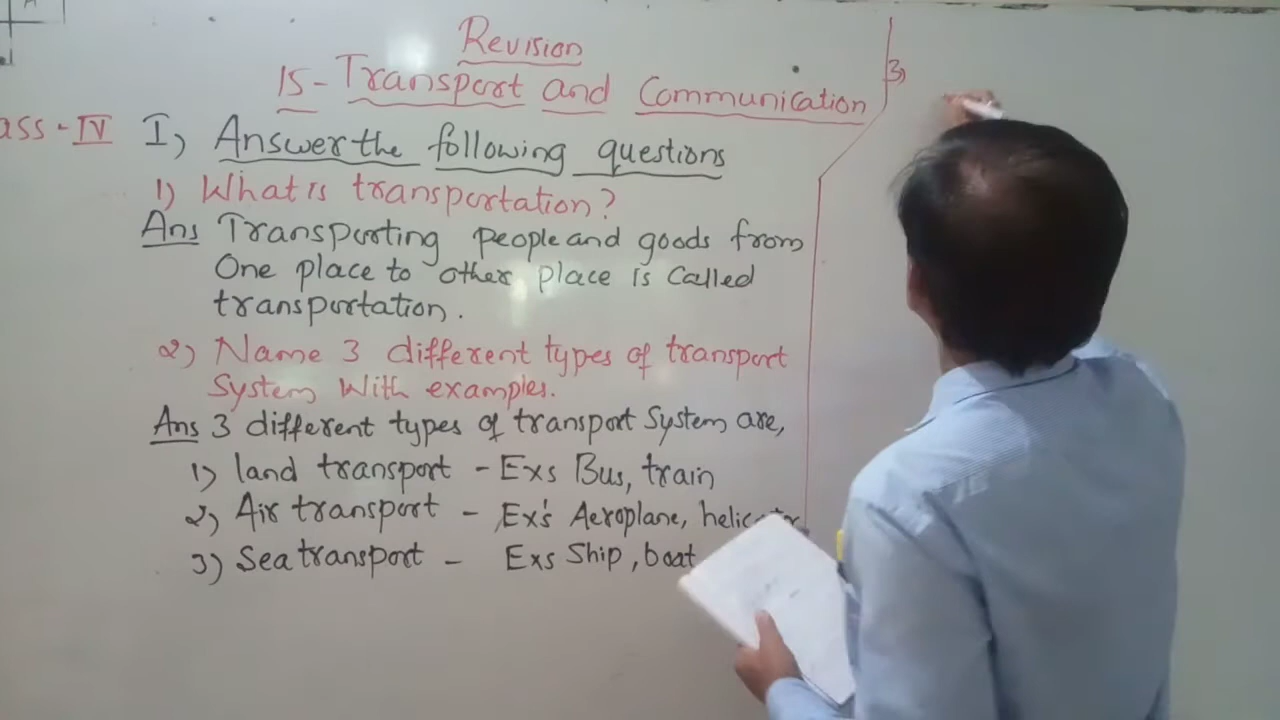 Revision
15 - Transport and Communication
ass - IV
I) Answer the following questions
1) What is transportation?
Ans Transporting people and goods from
One place to other place is called
transportation.
2) Name 3 different types of transport
System With examples.
Ans 3 different types of transport System are,
1) land transport - Exs Bus, train
2) Air transport - Ex's Aeroplane,
3) Sea transport - Exs Ship, boat
3)